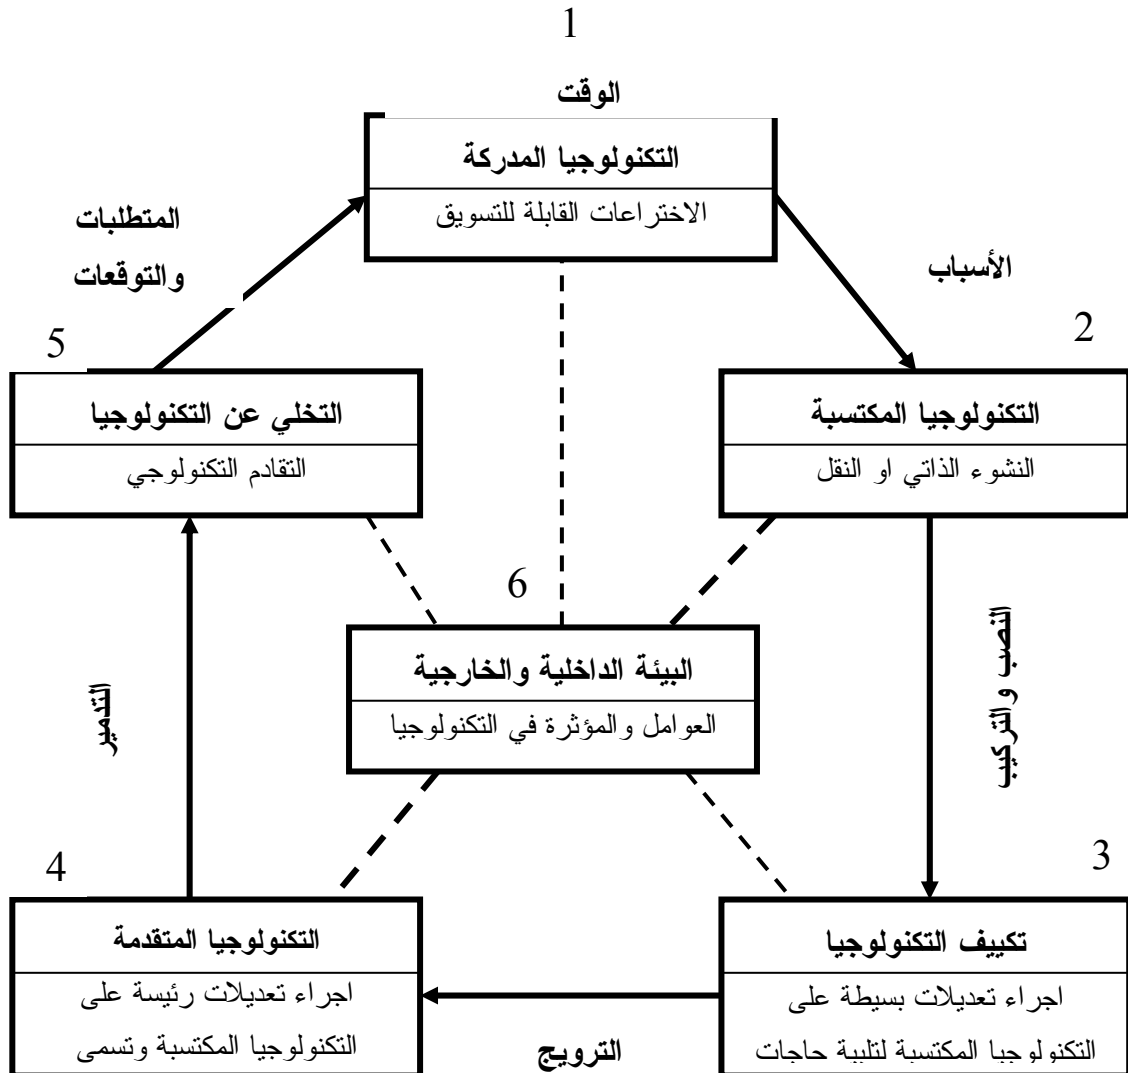 1
الوقت
التكنولوجيا المدركة
الاختراعات القابلة للتسويق
المتطلبات
والتوقعات
الأسباب
2
التكنولوجيا المكتسبة
النشوء الذاتي او النقل
5
التخلي عن التكنولوجيا
التقادم التكنولوجي
6
البيئة الداخلية والخارجية
العوامل والمؤثرة في التكنولوجيا
النصب والتركيب
التدمير
3
تكييف التكنولوجيا
اجراء تعديلات بسيطة على
التكنولوجيا المكتسبة لتلبية حاجات
4
التكنولوجيا المتقدمة
اجراء تعديلات رئيسة على
التكنولوجيا المكتسبة وتسمى
الترويج